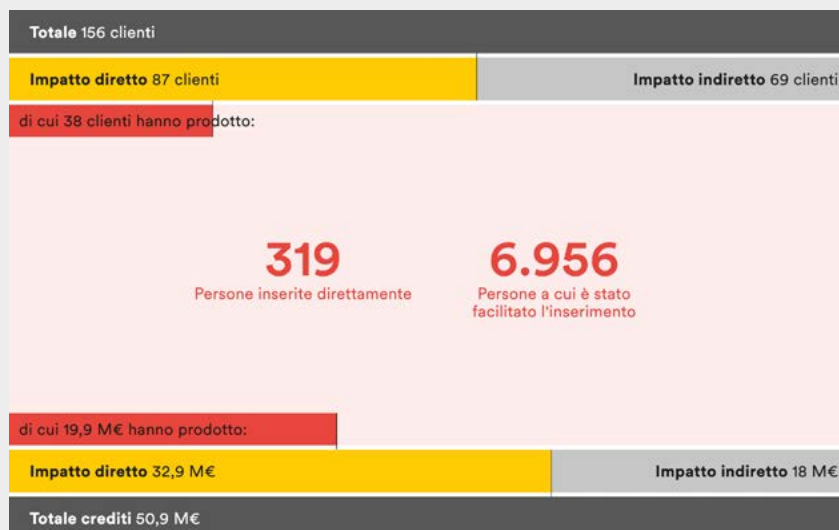 Totale 156 clienti
Impatto diretto 87 clienti
Impatto indiretto 69 clienti
di cui 38 clienti hanno prodotto:
319
Persone inserite direttamente
6.956
Persone a cui è stato
facilitato l'inserimento
di cui 19,9 M€ hanno prodotto:
Impatto diretto 32,9 M€
Impatto indiretto 18 M€
Totale crediti 50,9 M€